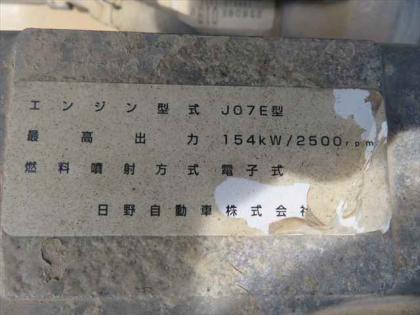 エンジン型式 J07E型
最高出力 154kW/2500rpm
燃料噴射方式 電子式
日野自動車株式会社